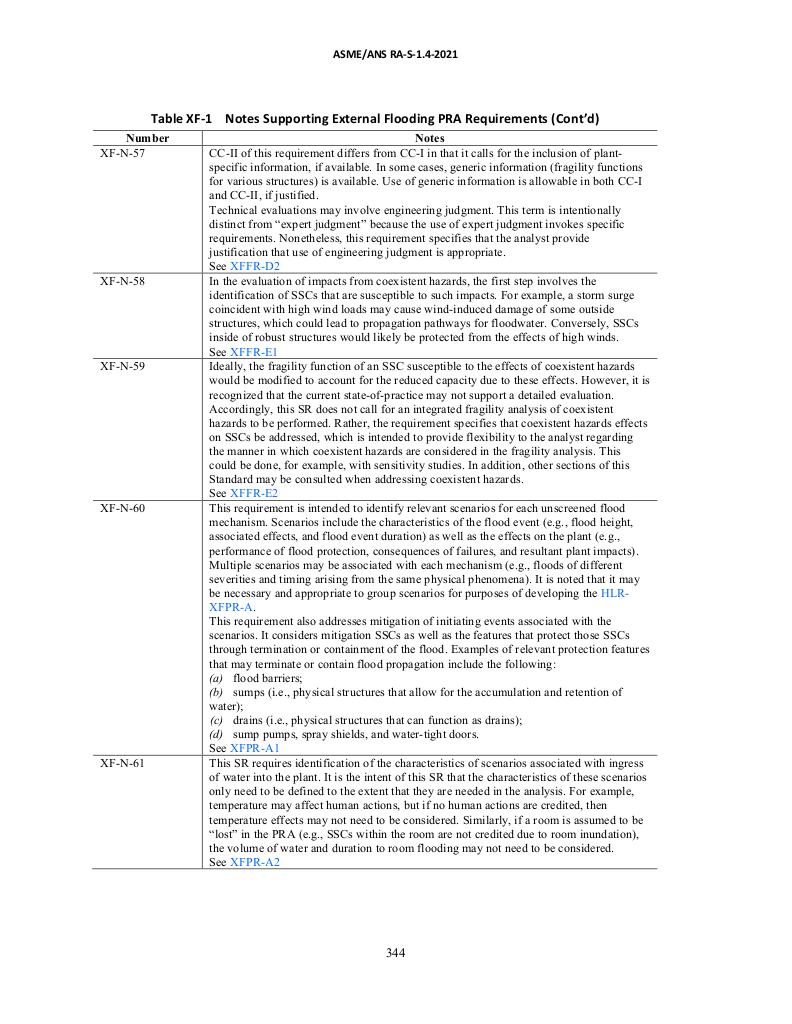 ASME/ANS RA-S-1.4-2021
Table XF-1 Notes Supporting External Flooding PRA Requirements (Cont’d)
Number Notes
XF-N-57 CC-II of this requirement differs from CC-I in that it calls for the inclusion of plant-
specific information, if available. In some cases, generic information (fragility functions
for various structures) is available. Use of generic information is allowable in both CC-I
and CC-II, if justified.
Technical evaluations may involve engineering judgment. This term is intentionally
distinct from “expert judgment” because the use of expert judgment invokes specific
requirements. Nonetheless, this requirement specifies that the analyst provide
justification that use of engineering judgment is appropriate.
See XFFR-D2
XF-N-58 In the evaluation of impacts from coexistent hazards, the first step involves the
identification of SSCs that are susceptible to such impacts. For example, a storm surge
coincident with high wind loads may cause wind-induced damage of some outside
structures, which could lead to propagation pathways for floodwater. Conversely, SSCs
inside of robust structures would likely be protected from the effects of high winds.
See XFFR-E1
XF-N-59 Ideally, the fragility function of an SSC susceptible to the effects of coexistent hazards
would be modified to account for the reduced capacity due to these effects. However, it is
recognized that the current state-of-practice may not support a detailed evaluation.
Accordingly, this SR does not call for an integrated fragility analysis of coexistent
hazards to be performed. Rather, the requirement specifies that coexistent hazards effects
on SSCs be addressed, which is intended to provide flexibility to the analyst regarding
the manner in which coexistent hazards are considered in the fragility analysis. This
could be done, for example, with sensitivity studies. In addition, other sections of this
Standard may be consulted when addressing coexistent hazards.
See XFFR-E2
XF-N-60 This requirement is intended to identify relevant scenarios for each unscreened flood
mechanism. Scenarios include the characteristics of the flood event (e.g., flood height,
associated effects, and flood event duration) as well as the effects on the plant (e.g.,
performance of flood protection, consequences of failures, and resultant plant impacts).
Multiple scenarios may be associated with each mechanism (e.g., floods of different
severities and timing arising from the same physical phenomena). It is noted that it may
be necessary and appropriate to group scenarios for purposes of developing the HLR-
XFPR-A.
This requirement also addresses mitigation of initiating events associated with the
scenarios. It considers mitigation SSCs as well as the features that protect those SSCs
through termination or containment of the flood. Examples of relevant protection features
that may terminate or contain flood propagation include the following:
(a) flood barriers;
(b) sumps (i.e., physical structures that allow for the accumulation and retention of
water);
(c) drains (i.e., physical structures that can function as drains);
(d) sump pumps, spray shields, and water-tight doors.
See XFPR-A1
XF-N-61 This SR requires identification of the characteristics of scenarios associated with ingress
of water into the plant. It is the intent of this SR that the characteristics of these scenarios
only need to be defined to the extent that they are needed in the analysis. For example,
temperature may affect human actions, but if no human actions are credited, then
temperature effects may not need to be considered. Similarly, if a room is assumed to be
“lost” in the PRA (e.g., SSCs within the room are not credited due to room inundation),
the volume of water and duration to room flooding may not need to be considered.
See XFPR-A2
344